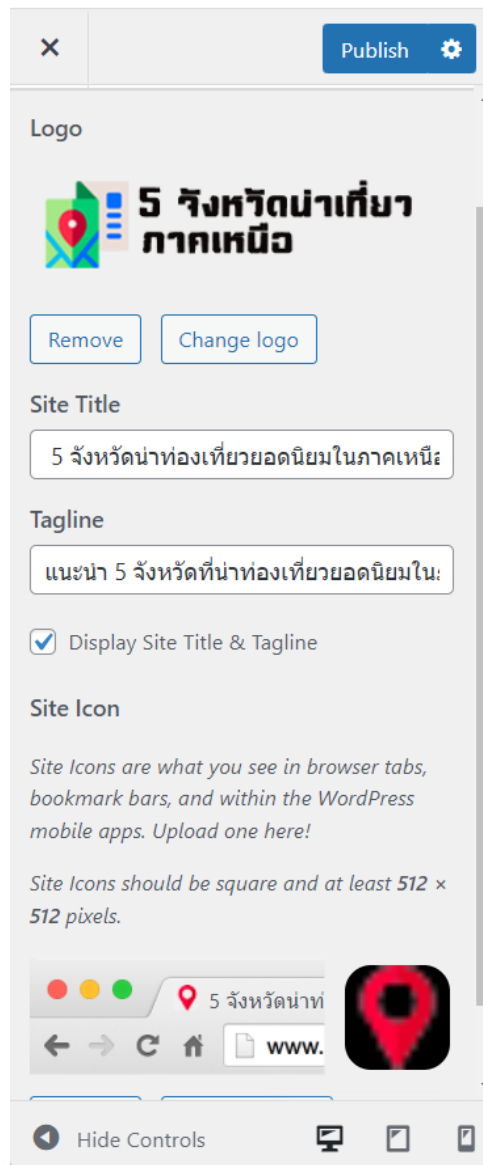 Publish
Logo
5 จังหวัดน่าเที่ยว
ภาคเหนือ
Remove
Change logo
Site Title
5 จังหวัดน่าท่องเที่ยวยอดนิยมในภาคเหนือ
Tagline
แนะนำ 5 จังหวัดที่น่าท่องเที่ยวยอดนิยมใน
Display Site Title & Tagline
Site Icon
Site Icons are what you see in browser tabs,
bookmark bars, and within the WordPress
mobile apps. Upload one here!
Site Icons should be square and at least 512 ×
512 pixels.
5 จังหวัดน่าท่
www.
Hide Controls